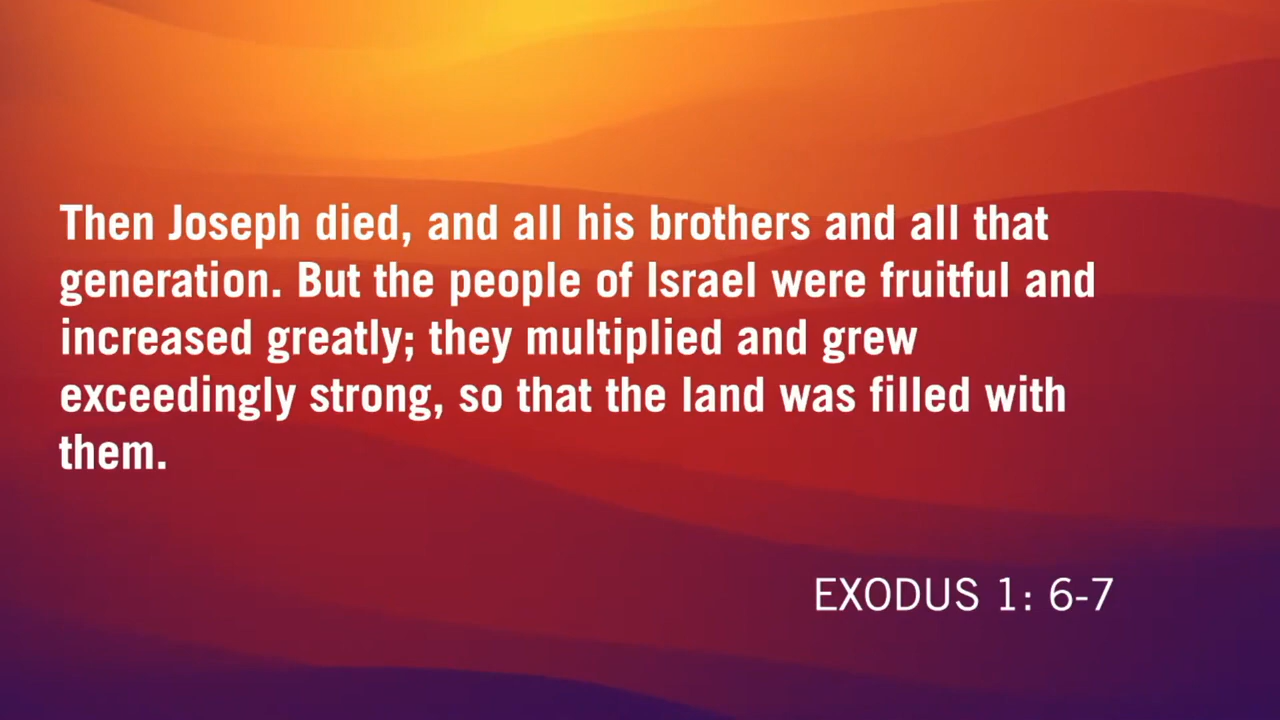 Then Joseph died, and all his brothers and all that
generation. But the people of Israel were fruitful and
increased greatly; they multiplied and grew
exceedingly strong, so that the land was filled with
them.
EXODUS 1: 6-7